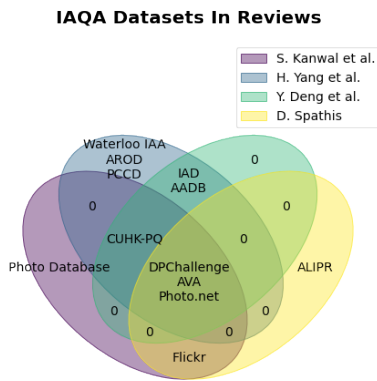 IAQA Datasets In Reviews
S. Kanwal et al.
H. Yang et al.
Y. Deng et al.
D. Spathis
Waterloo IAA
AROD
PCCD
0
IAD
AADB
0
0
CUHK-PQ
0
Photo Database
DPChallenge
AVA
Photo.net
ALIPR
0
0
0
0
Flickr